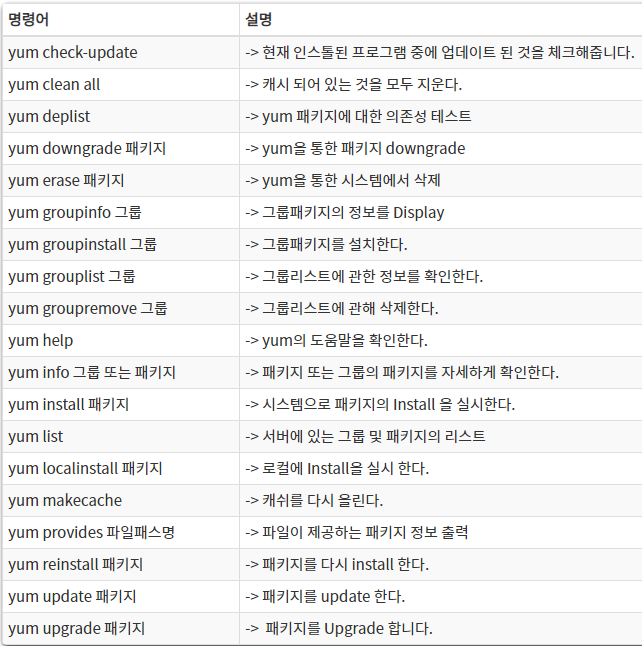 명령어 설명
yum check-update -> 현재 인스톨된 프로그램 중에 업데이트 된 것을 체크해줍니다.
yum clean all -> 캐시 되어 있는 것을 모두 지운다.
yum deplist -> yum 패키지에 대한 의존성 테스트
yum downgrade 패키지 -> yum을 통한 패키지 downgrade
yum erase 패키지 -> yum을 통한 시스템에서 삭제
yum groupinfo 그룹 -> 그룹패키지의 정보를 Display
yum groupinstall 그룹 -> 그룹패키지를 설치한다.
yum grouplist 그룹 -> 그룹리스트에 관한 정보를 확인한다.
yum groupremove 그룹 -> 그룹리스트에 관해 삭제한다.
yum help -> yum의 도움말을 확인한다.
yum info 그룹 또는 패키지 -> 패키지 또는 그룹의 패키지를 자세하게 확인한다.
yum install 패키지 -> 시스템으로 패키지의 Install 을 실시한다.
yum list -> 서버에 있는 그룹 및 패키지의 리스트
yum localinstall 패키지 -> 로컬에 Install을 실시 한다.
yum makecache -> 캐쉬를 다시 올린다.
yum provides 파일패스명 -> 파일이 제공하는 패키지 정보 출력
yum reinstall 패키지 -> 패키지를 다시 install 한다.
yum update 패키지 -> 패키지를 update 한다.
yum upgrade 패키지 -> 패키지를 Upgrade 합니다.